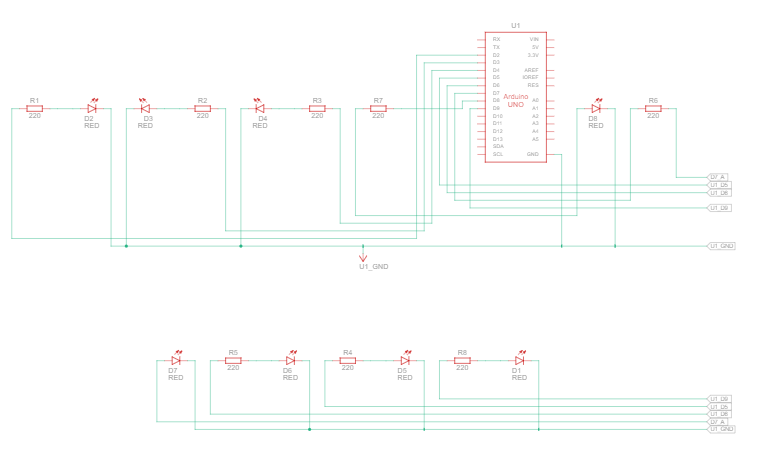 U1
RX
TX
D2
D3
D4
D5
D6
D7
D8
D9
D10
D11
D12
D13
SDA
SCL
VIN
5V
3.3V
AREF
IOREF
RES
A0
A1
A2
A3
A4
A5
GND
Arduino
UNO
R1
220
D2
RED
D3
RED
R2
220
D4
RED
R3
220
R7
220
D8
RED
R6
220
D7_A
U1_D5
U1_D6
U1_D9
U1_GND
U1_GND
D7
RED
R5
220
D6
RED
R4
220
D5
RED
R8
220
D1
RED
U1_D9
U1_D5
U1_D6
D7_A
U1_GND